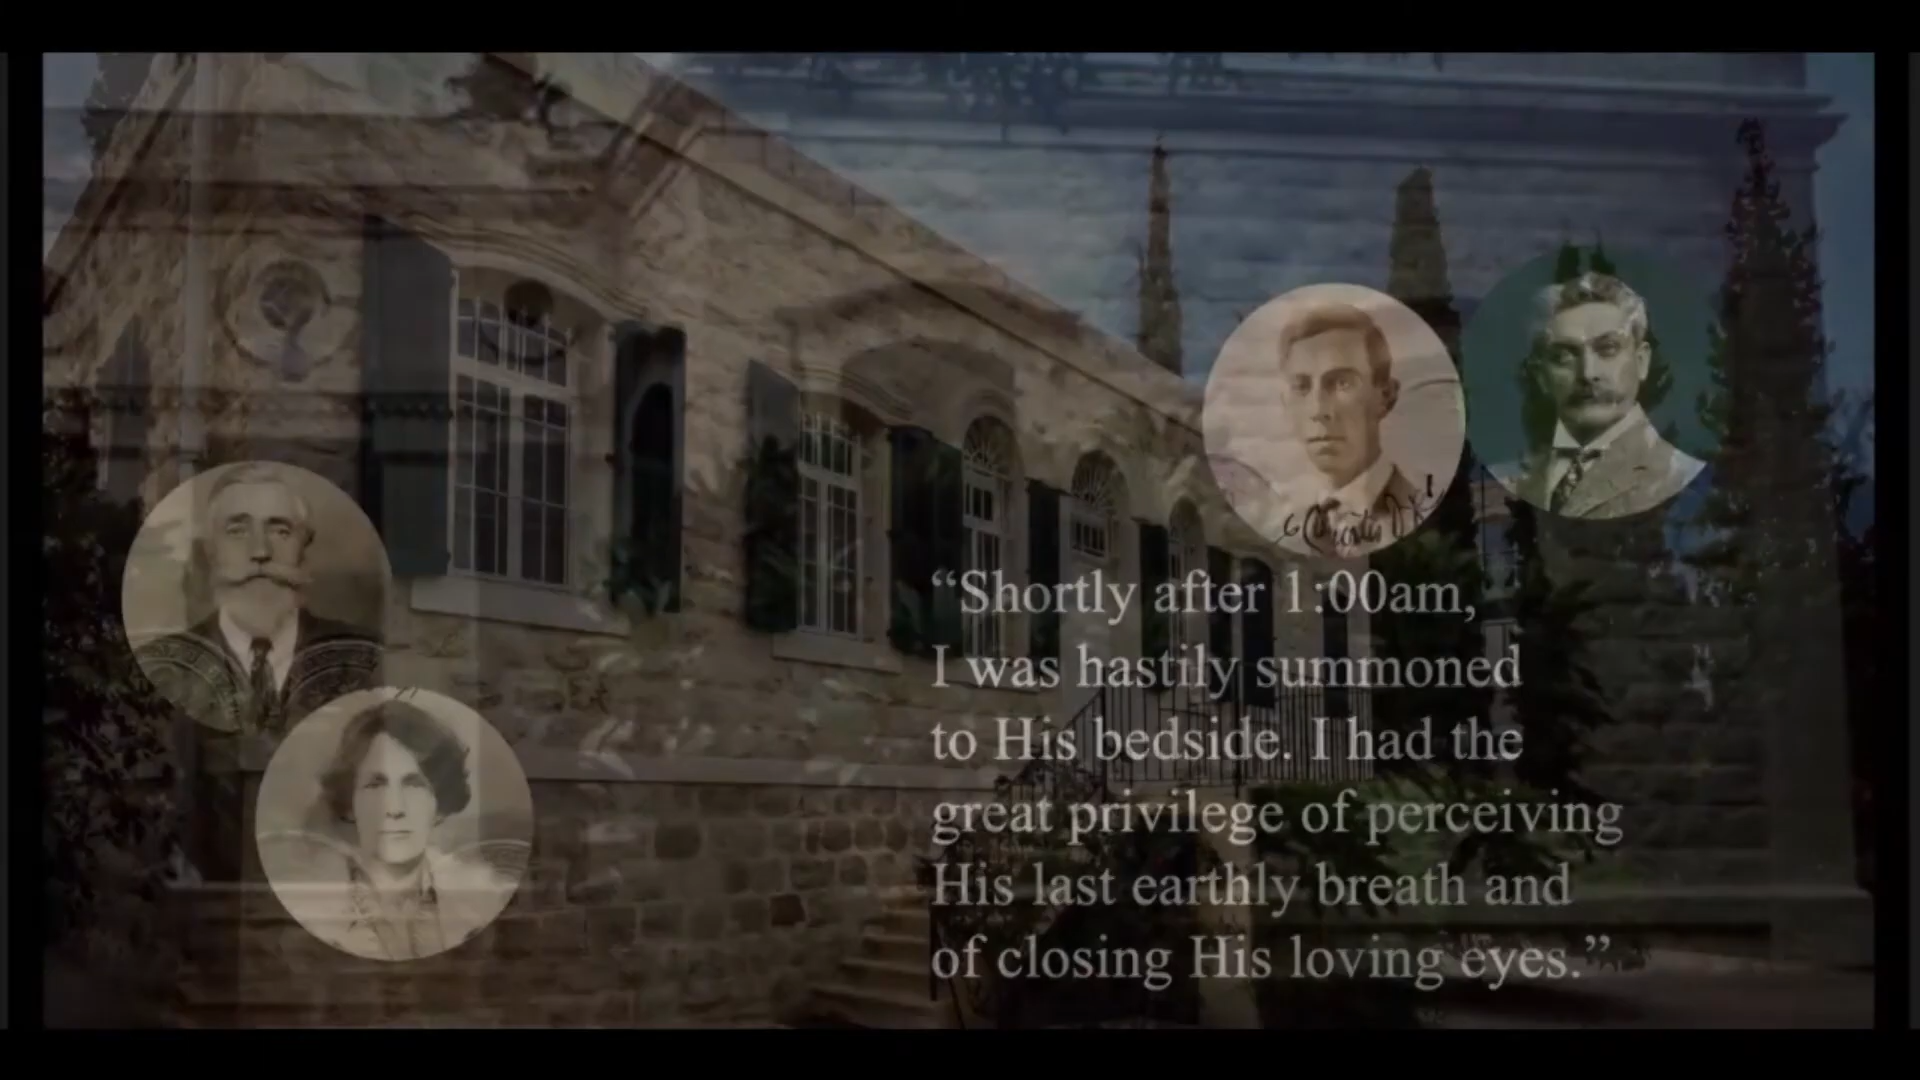 “Shortly after 1:00am,
I was hastily summoned
to His bedside. I had the
great privilege of perceiving
His last earthly breath and
of closing His loving eyes.”